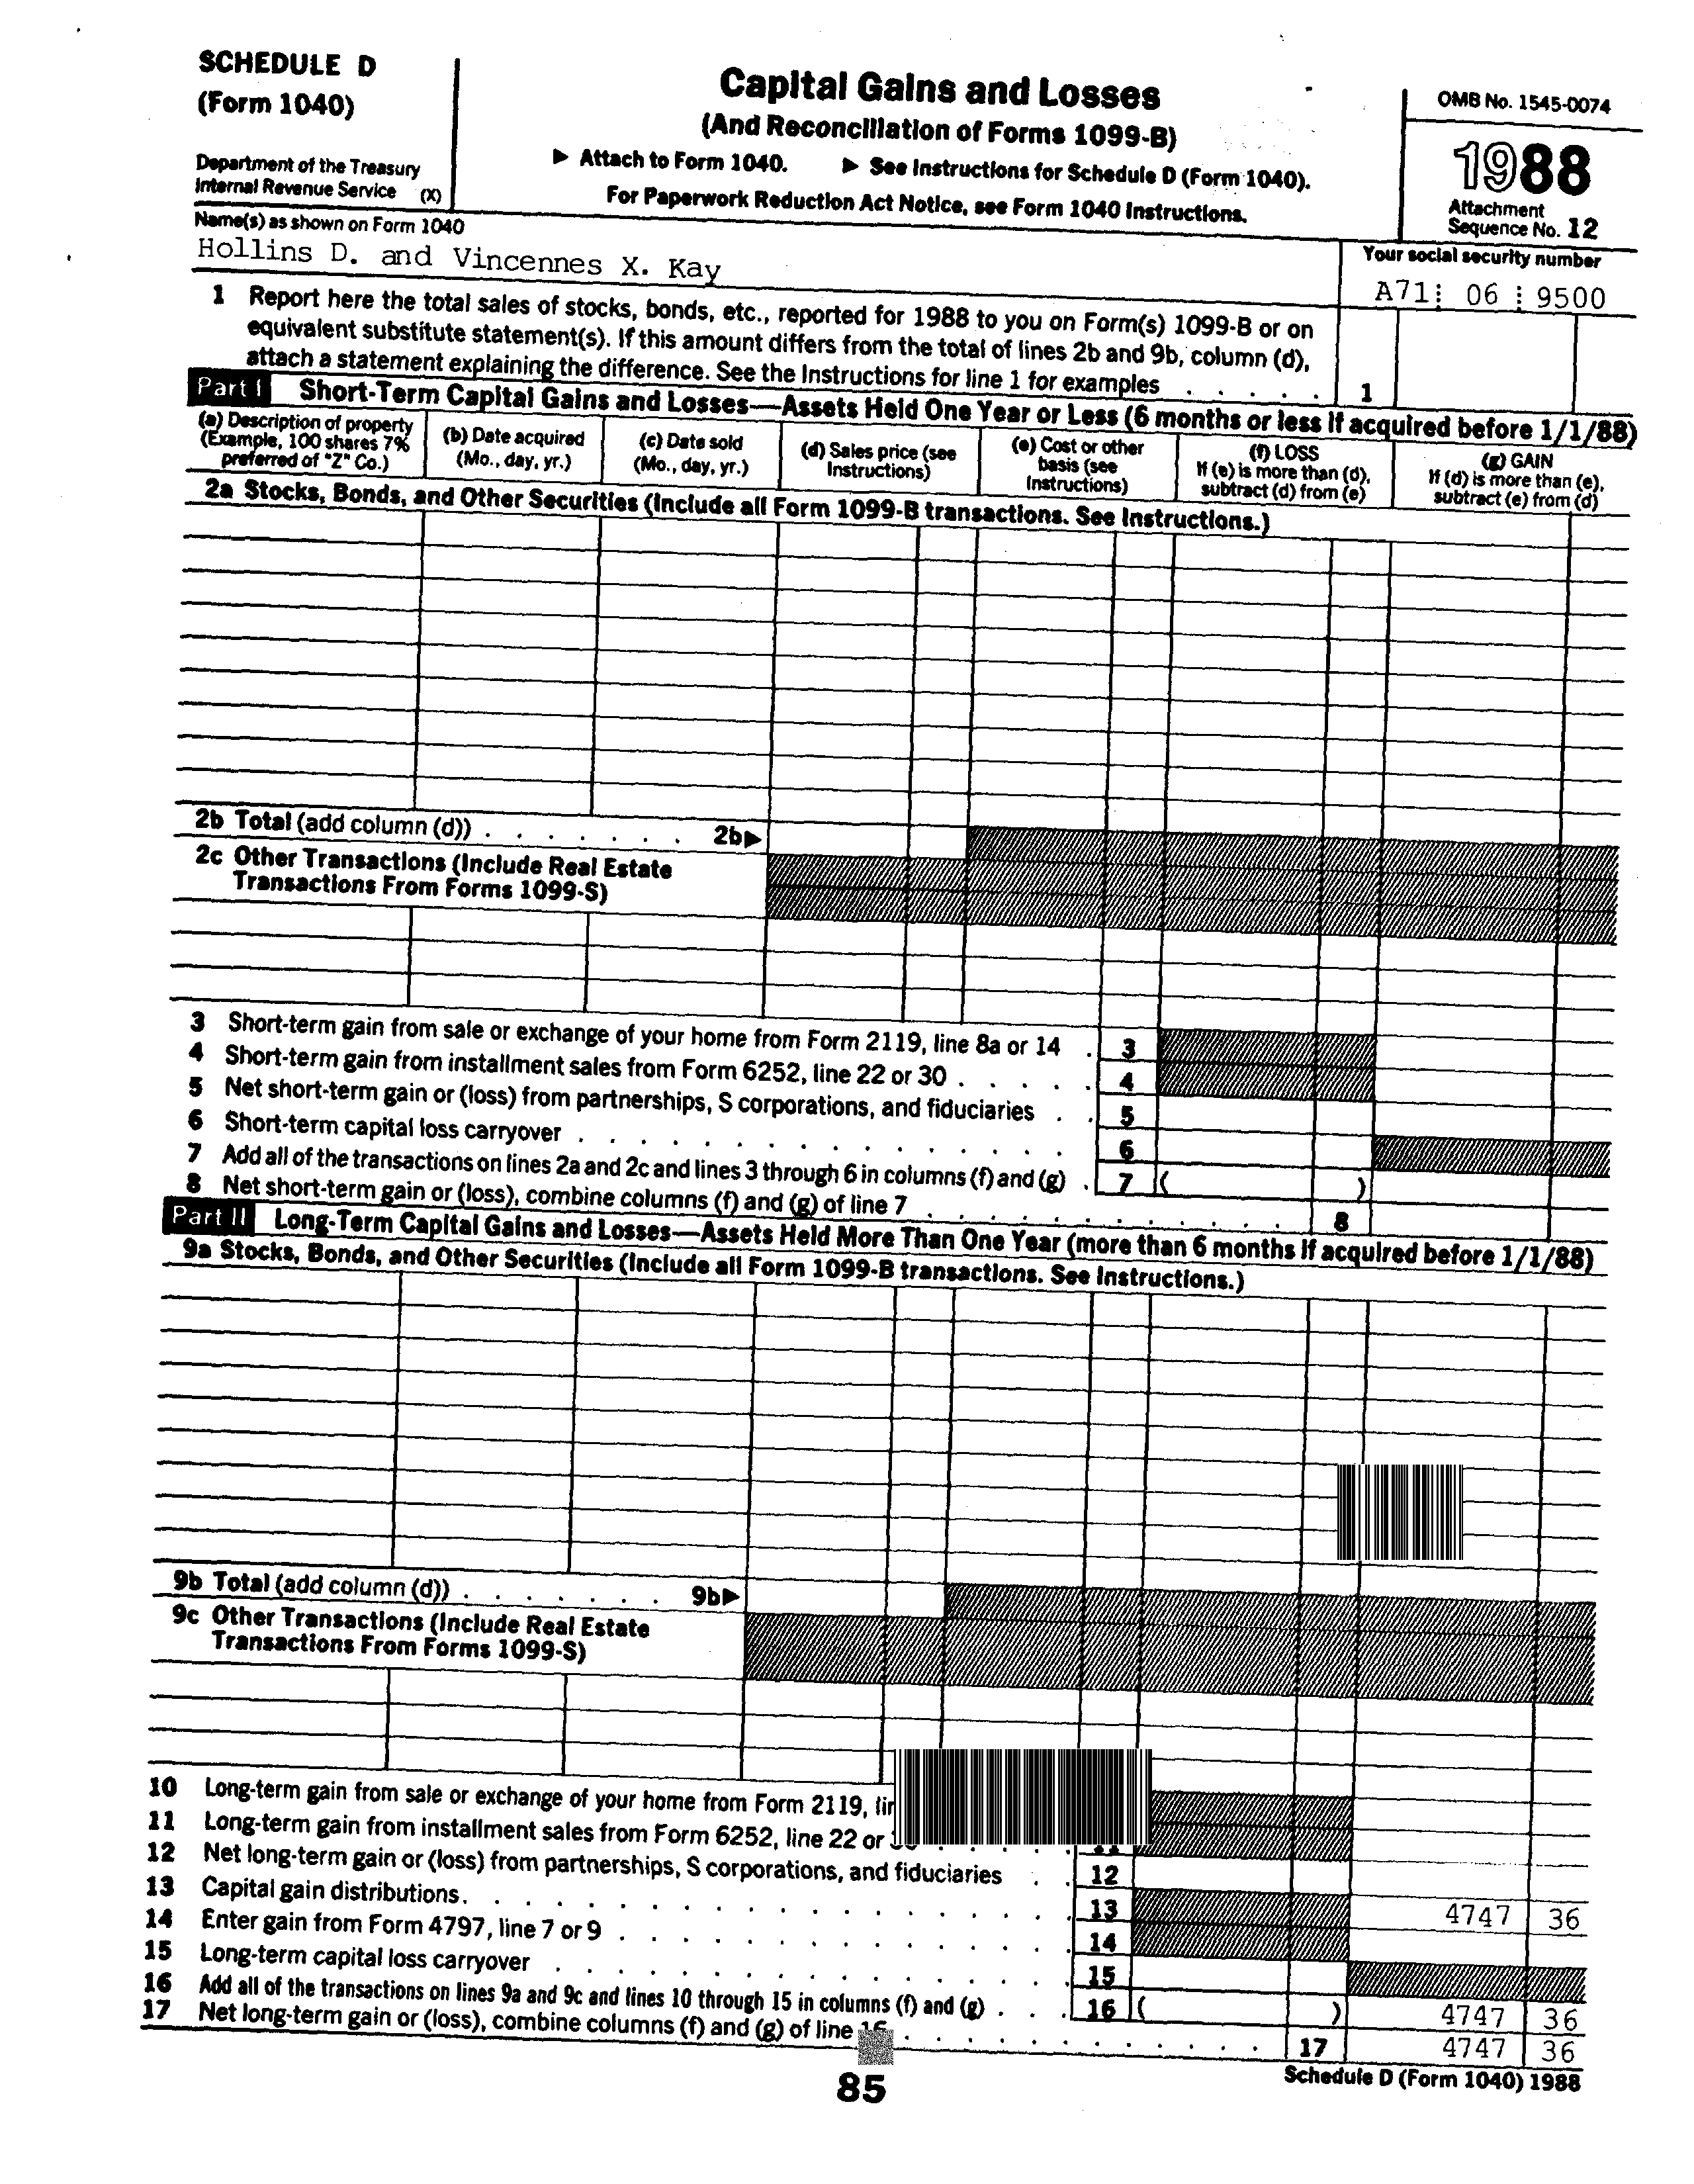 SCHEDULE D
(Form 1040)
Department of the Treasury
Internal Revenue Service (X)
Capital Gains and Losses
(And Reconciliation of Forms 1099-B)
▶ Attach to Form 1040. ▶ See Instructions for Schedule D (Form 1040).
For Paperwork Reduction Act Notice, see Form 1040 Instructions.
OMB No. 1545-0074
1988
Attachment
Sequence No. 12
Name(s) as shown on Form 1040
Hollins D. and Vincennes X. Kay
Your social security number
A71 06 9500
1 Report here the total sales of stocks, bonds, etc., reported for 1988 to you on Form(s) 1099-B or on
equivalent substitute statement(s). If this amount differs from the total of lines 2b and 9b, column (d),
attach a statement explaining the difference. See the Instructions for line 1 for examples . . . . . 1
Part I Short-Term Capital Gains and Losses—Assets Held One Year or Less (6 months or less if acquired before 1/1/88)
(a) Description of property
(Example, 100 shares 7%
preferred of "Z" Co.)
(b) Date acquired
(Mo., day, yr.)
(c) Date sold
(Mo., day, yr.)
(d) Sales price (see
Instructions)
(e) Cost or other
basis (see
Instructions)
(f) LOSS
If (e) is more than (d),
subtract (d) from (e)
(g) GAIN
If (d) is more than (e),
subtract (e) from (d)
2a Stocks, Bonds, and Other Securities (Include all Form 1099-B transactions. See Instructions.)
2b Total (add column (d)) . . . . . . . 2b▶
2c Other Transactions (Include Real Estate
Transactions From Forms 1099-S)
3 Short-term gain from sale or exchange of your home from Form 2119, line 8a or 14 . 3
4 Short-term gain from installment sales from Form 6252, line 22 or 30 . . . . . 4
5 Net short-term gain or (loss) from partnerships, S corporations, and fiduciaries . . 5
6 Short-term capital loss carryover . . . . . . . . . . . . . 6
7 Add all of the transactions on lines 2a and 2c and lines 3 through 6 in columns (f) and (g) . 7 ( )
8 Net short-term gain or (loss), combine columns (f) and (g) of line 7 . . . . . . . . . . . . 8
Part II Long-Term Capital Gains and Losses—Assets Held More Than One Year (more than 6 months if acquired before 1/1/88)
9a Stocks, Bonds, and Other Securities (Include all Form 1099-B transactions. See Instructions.)
9b Total (add column (d)) . . . . . . . 9b▶
9c Other Transactions (Include Real Estate
Transactions From Forms 1099-S)
10 Long-term gain from sale or exchange of your home from Form 2119,
11 Long-term gain from installment sales from Form 6252, line 22 or
12 Net long-term gain or (loss) from partnerships, S corporations, and fiduciaries . . 12
13 Capital gain distributions . . . . . . . . . . . . . . . . 13 4747 36
14 Enter gain from Form 4797, line 7 or 9 . . . . . . . . . . . . 14
15 Long-term capital loss carryover . . . . . . . . . . . . . . 15
16 Add all of the transactions on lines 9a and 9c and lines 10 through 15 in columns (f) and (g) . . . 16 ( ) 4747 36
17 Net long-term gain or (loss), combine columns (f) and (g) of line . . . . . . . . . . . . 17 4747 36
Schedule D (Form 1040) 1988
85